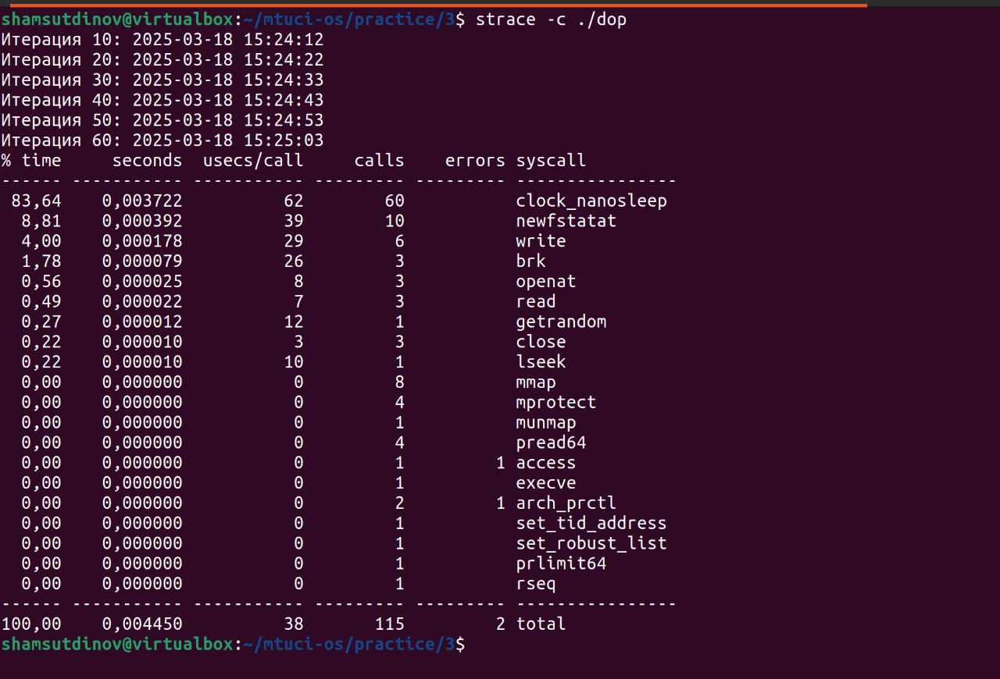 shamsutdinov@virtualbox:~/mtuci-os/practice/3$ strace -c ./dop
Итерация 10: 2025-03-18 15:24:12
Итерация 20: 2025-03-18 15:24:22
Итерация 30: 2025-03-18 15:24:33
Итерация 40: 2025-03-18 15:24:43
Итерация 50: 2025-03-18 15:24:53
Итерация 60: 2025-03-18 15:25:03
% time     seconds  usecs/call     calls    errors syscall
------ ----------- ----------- --------- --------- ----------------
 83,64    0,003722          62        60           clock_nanosleep
  8,81    0,000392          39        10           newfstatat
  4,00    0,000178          29         6           write
  1,78    0,000079          26         3           brk
  0,56    0,000025           8         3           openat
  0,49    0,000022           7         3           read
  0,27    0,000012          12         1           getrandom
  0,22    0,000010           3         3           close
  0,22    0,000010          10         1           lseek
  0,00    0,000000           0         8           mmap
  0,00    0,000000           0         4           mprotect
  0,00    0,000000           0         1           munmap
  0,00    0,000000           0         4           pread64
  0,00    0,000000           0         1         1 access
  0,00    0,000000           0         1           execve
  0,00    0,000000           0         2         1 arch_prctl
  0,00    0,000000           0         1           set_tid_address
  0,00    0,000000           0         1           set_robust_list
  0,00    0,000000           0         1           prlimit64
  0,00    0,000000           0         1           rseq
------ ----------- ----------- --------- --------- ----------------
100,00    0,004450          38       115         2 total
shamsutdinov@virtualbox:~/mtuci-os/practice/3$